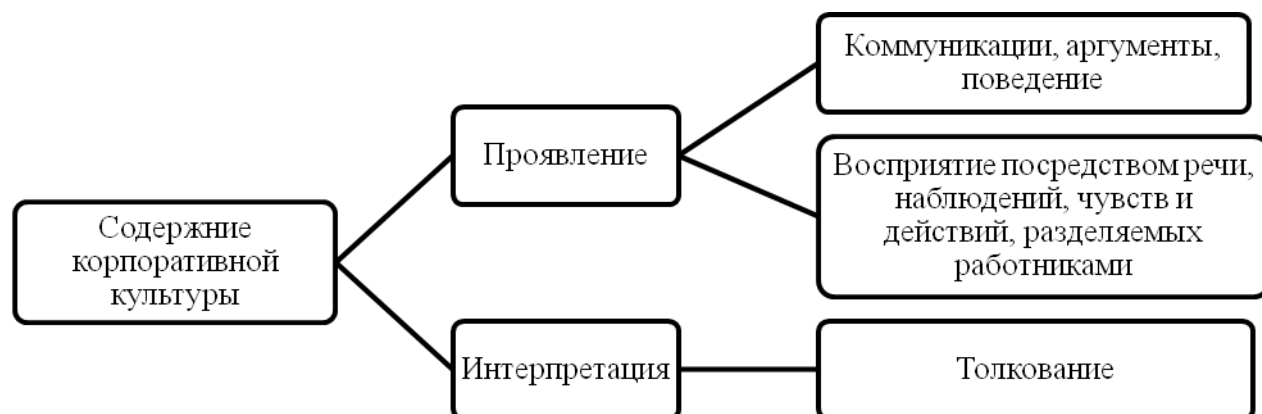 Содержние
корпоративной
культуры
Проявление
Коммуникации, аргументы,
поведение
Восприятие посредством речи,
наблюдений, чувств и
действий, разделяемых
работниками
Интерпретация
Толкование